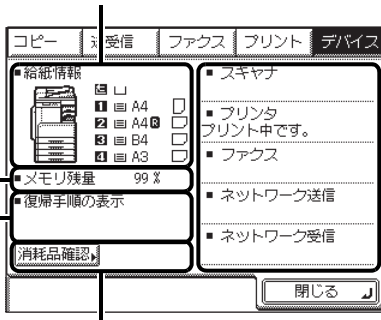 コピー 送受信 ファクス プリント デバイス
■給紙情報
1 A4
2 A4 R
3 B4
4 A3
■メモリ残量 99 %
■復帰手順の表示
消耗品確認
■ スキャナ
■ プリンタ
プリント中です。
■ ファクス
■ ネットワーク送信
■ ネットワーク受信
閉じる